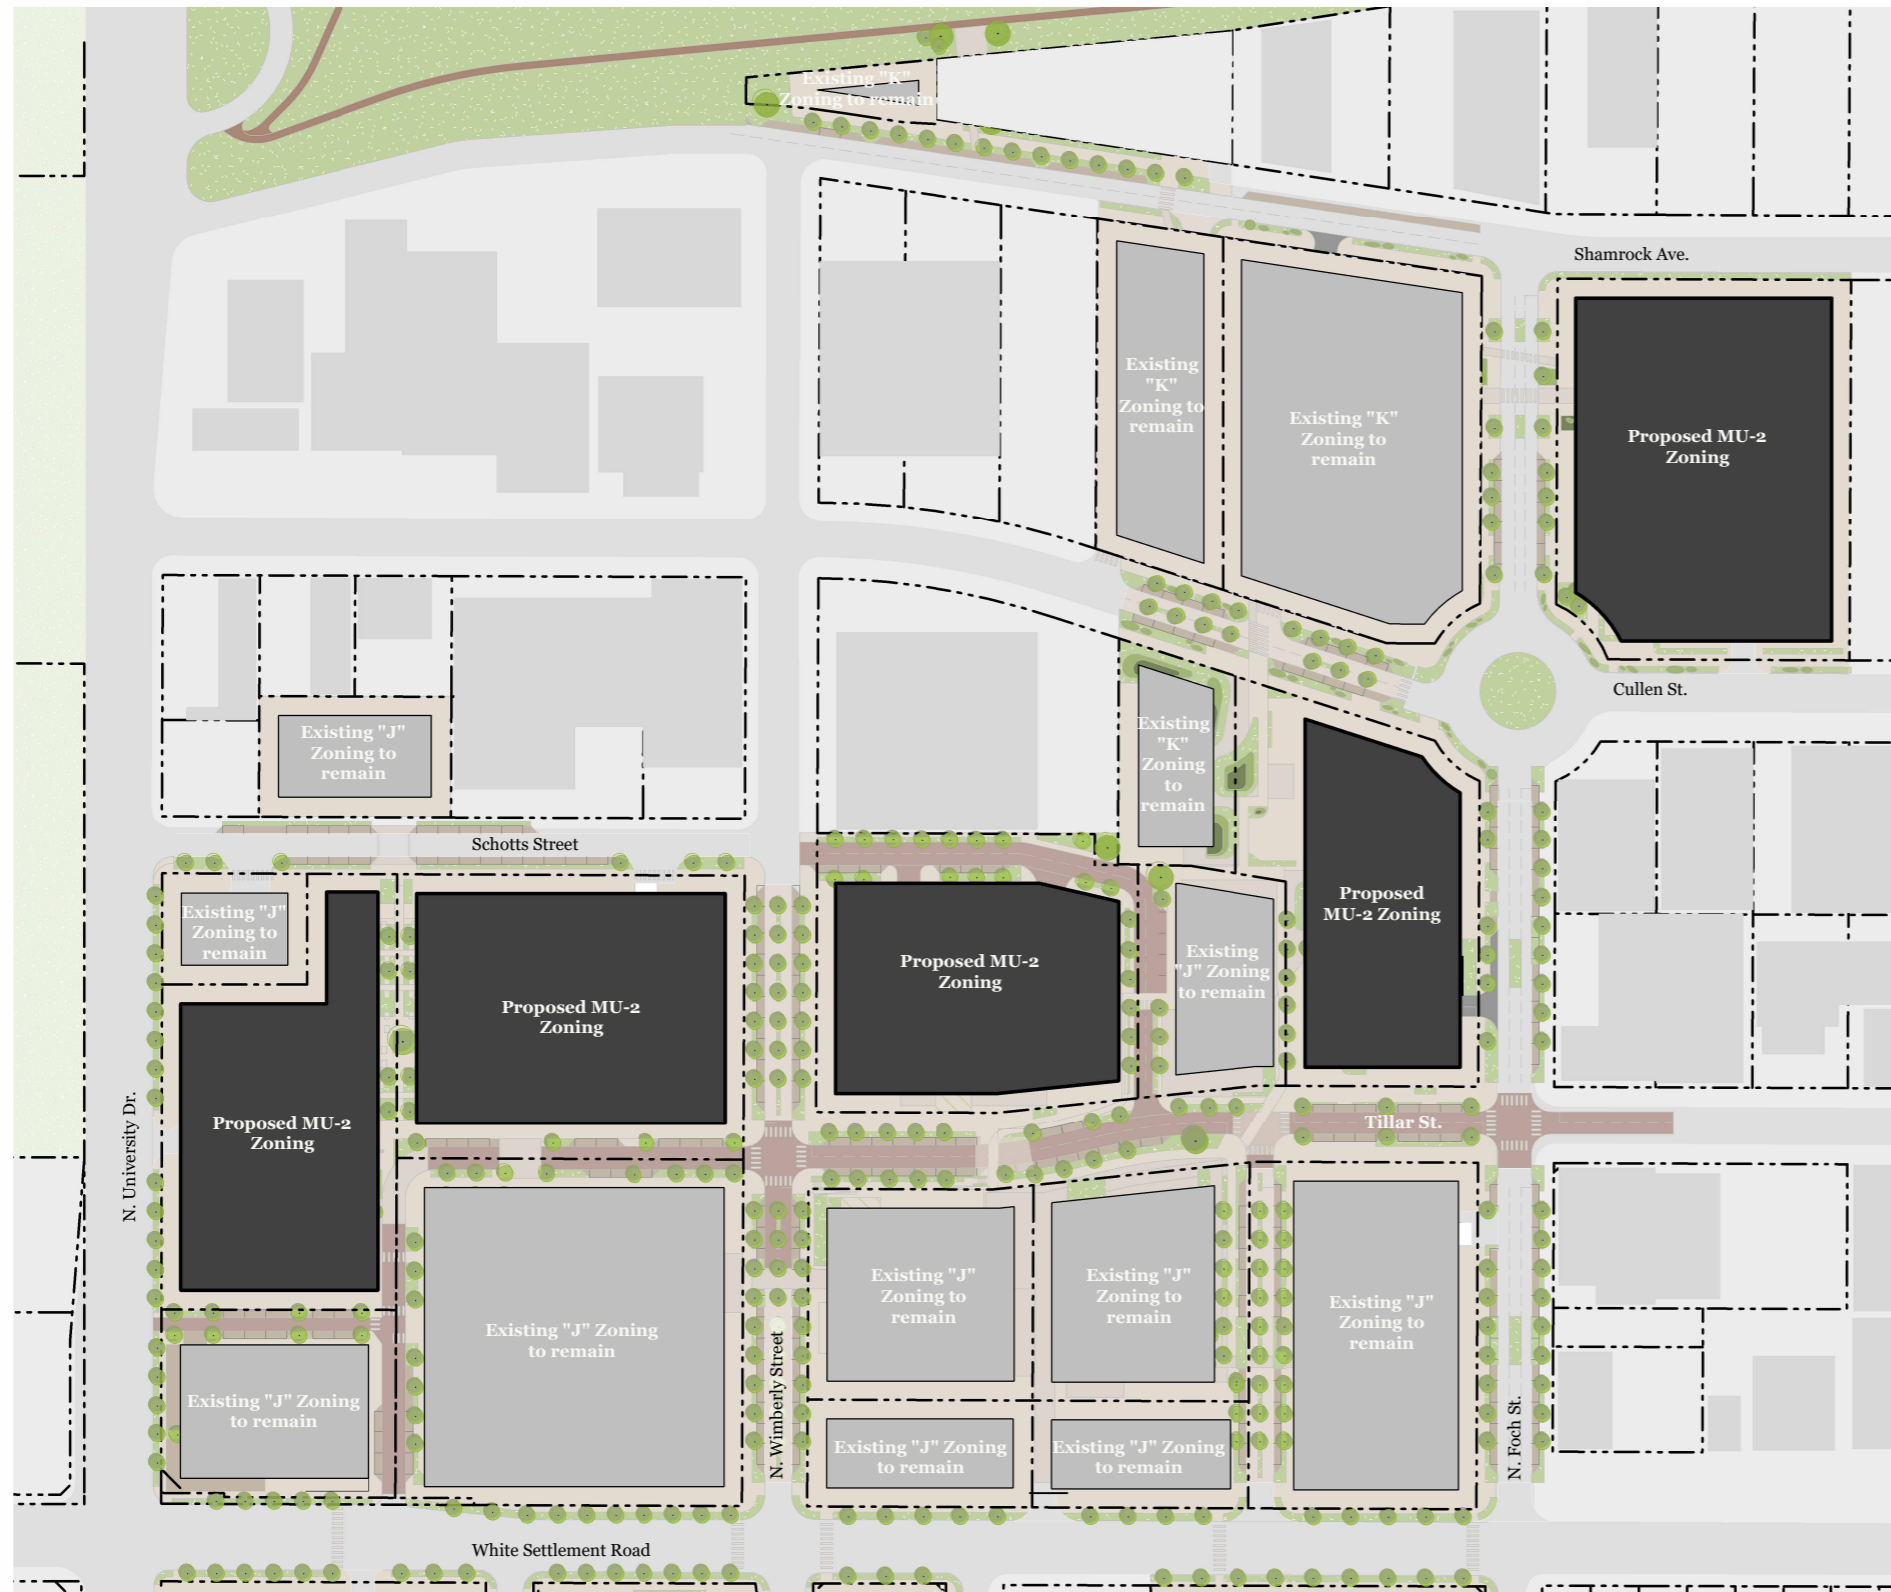 Existing "K"
Zoning to remain
Shamrock Ave.
Existing
"K"
Zoning to
remain
Existing "K"
Zoning to
remain
Proposed MU-2
Zoning
Cullen St.
Existing
"K"
Zoning
to
remain
Existing "J"
Zoning to
remain
Schotts Street
Existing "J"
Zoning to
remain
Proposed MU-2
Zoning
Proposed MU-2
Zoning
Existing
"J" Zoning
to remain
Proposed
MU-2 Zoning
N. University Dr.
Proposed MU-2
Zoning
Tillar St.
Existing "J" Zoning
to remain
Existing "J"
Zoning to
remain
Existing "J"
Zoning to
remain
Existing "J"
Zoning to
remain
Existing "J" Zoning
to remain
N. Wimberly Street
Existing "J" Zoning
to remain
Existing "J" Zoning
to remain
N. Foch St.
White Settlement Road